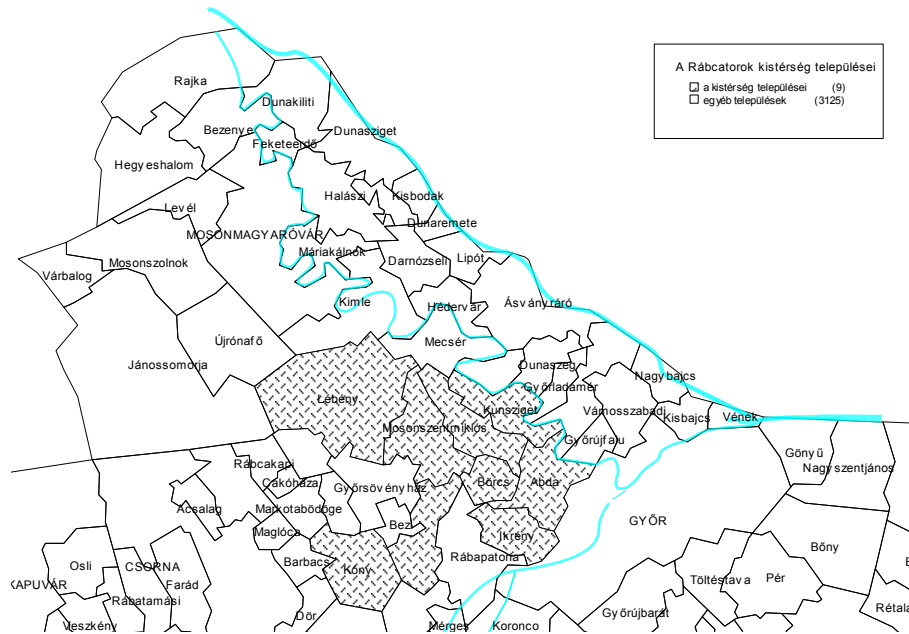 A Rábcatorok kistérség települései
a kistérség települései (9)
egyéb települések (3125)
Rajka
Dunakiliti
Bezenye
Dunasziget
Feketeerdő
Hegyeshalom
Halászi
Kisbodak
Levél
Dunaremete
MOSONMAGYARÓVÁR
Máriakálnok
Lipót
Darnózseli
Mosonszolnok
Várbalog
Kimle
Hédervár
Ásványráró
Újrónafő
Mecsér
Jánossomorja
Dunaszeg
Nagybajcs
Győrladamér
Lébény
Kunsziget
Vámosszabadi
Kisbajcs
Vének
Mosonszentmiklós
Győrújfalu
Gönyű
Rábcakapi
Nagyszentjános
Cakóháza
Győrsövényház
Börcs
Abda
Acsalag
Markotabödöge
Bez
GYŐR
Maglóca
Ikrény
Bőny
Rábapatona
Barbacs
Osli
CSORNA
Kóny
Töltéstava
Pér
KAPUVÁR
Farád
Rábatamási
Rétala
Dör
Győrújbarát
Veszkény
Mérges
Koronco